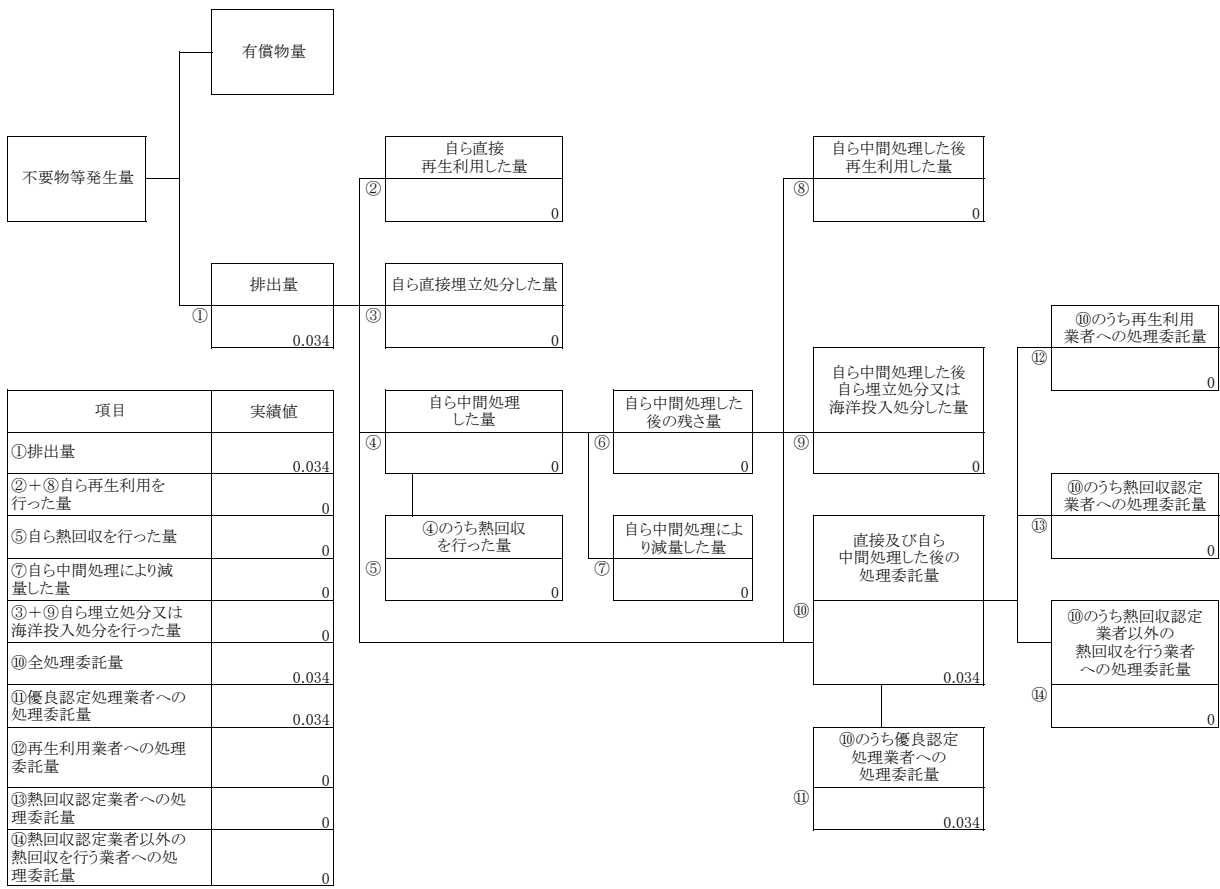 有償物量
不要物等発生量
排出量
①
0.034
自ら直接
再生利用した量
②
0
自ら直接埋立処分した量
③
0
自ら中間処理
した量
④
0
④のうち熱回収
を行った量
⑤
0
自ら中間処理した
後の残さ量
⑥
0
自ら中間処理によ
り減量した量
⑦
0
自ら中間処理した後
再生利用した量
⑧
0
自ら中間処理した後
自ら埋立処分又は
海洋投入処分した量
⑨
0
直接及び自ら
中間処理した後の
処理委託量
⑩
0.034
⑩のうち優良認定
処理業者への
処理委託量
⑪
0.034
⑩のうち再生利用
業者への処理委託量
⑫
0
⑩のうち熱回収認定
業者への処理委託量
⑬
0
⑩のうち熱回収認定
業者以外の
熱回収を行う業者
への処理委託量
⑭
0
項目 実績値
①排出量
0.034
②+⑧自ら再生利用を
行った量
0
⑤自ら熱回収を行った量
0
⑦自ら中間処理により減
量した量
0
③+⑨自ら埋立処分又は
海洋投入処分を行った量
0
⑩全処理委託量
0.034
⑪優良認定処理業者への
処理委託量
0.034
⑫再生利用業者への処理
委託量
0
⑬熱回収認定業者への処
理委託量
0
⑭熱回収認定業者以外の
熱回収を行う業者への処
理委託量
0